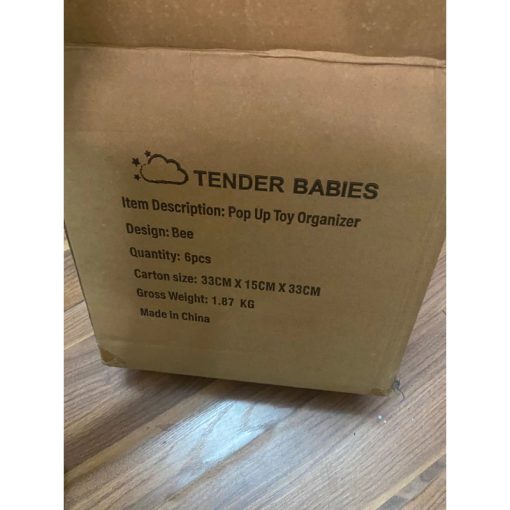 TENDER BABIES
Item Description: Pop Up Toy Organizer
Design: Bee
Quantity: 6pcs
Carton size: 33CM X 15CM X 33CM
Gross Weight: 1.87 KG
Made in China